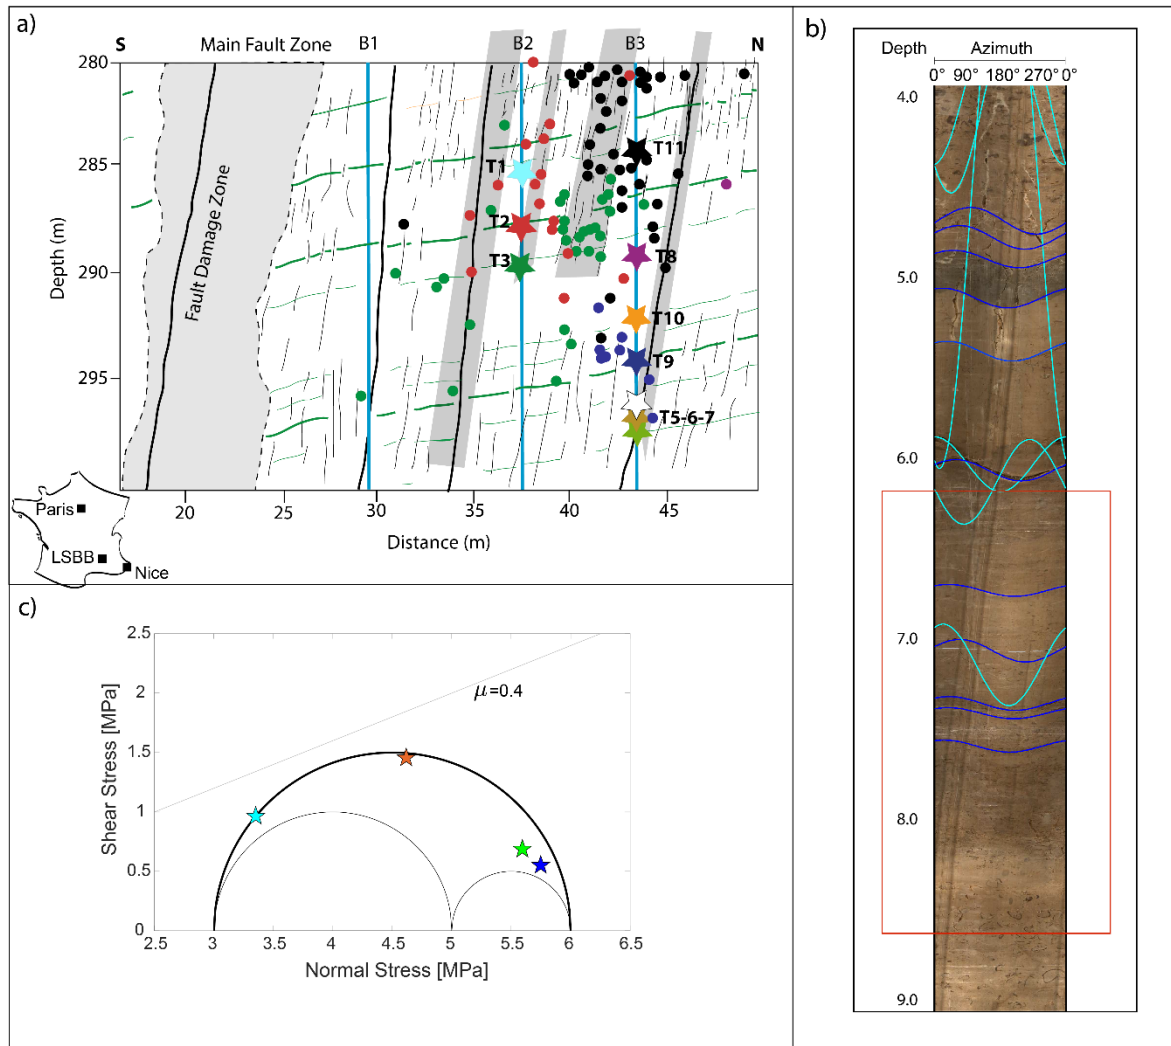 a)
S
Main Fault Zone
B1
B2
B3
N
280
285
290
295
Depth (m)
Fault Damage Zone
T1
T2
T3
T11
T8
T10
T9
T5-6-7
20
25
30
35
40
45
Distance (m)
Paris
LSBB
Nice
b)
Depth
Azimuth
0° 90° 180° 270° 0°
4.0
5.0
6.0
7.0
8.0
9.0
c)
2.5
2
1.5
1
0.5
0
Shear Stress [MPa]
μ=0.4
2.5 3 3.5 4 4.5 5 5.5 6 6.5
Normal Stress [MPa]